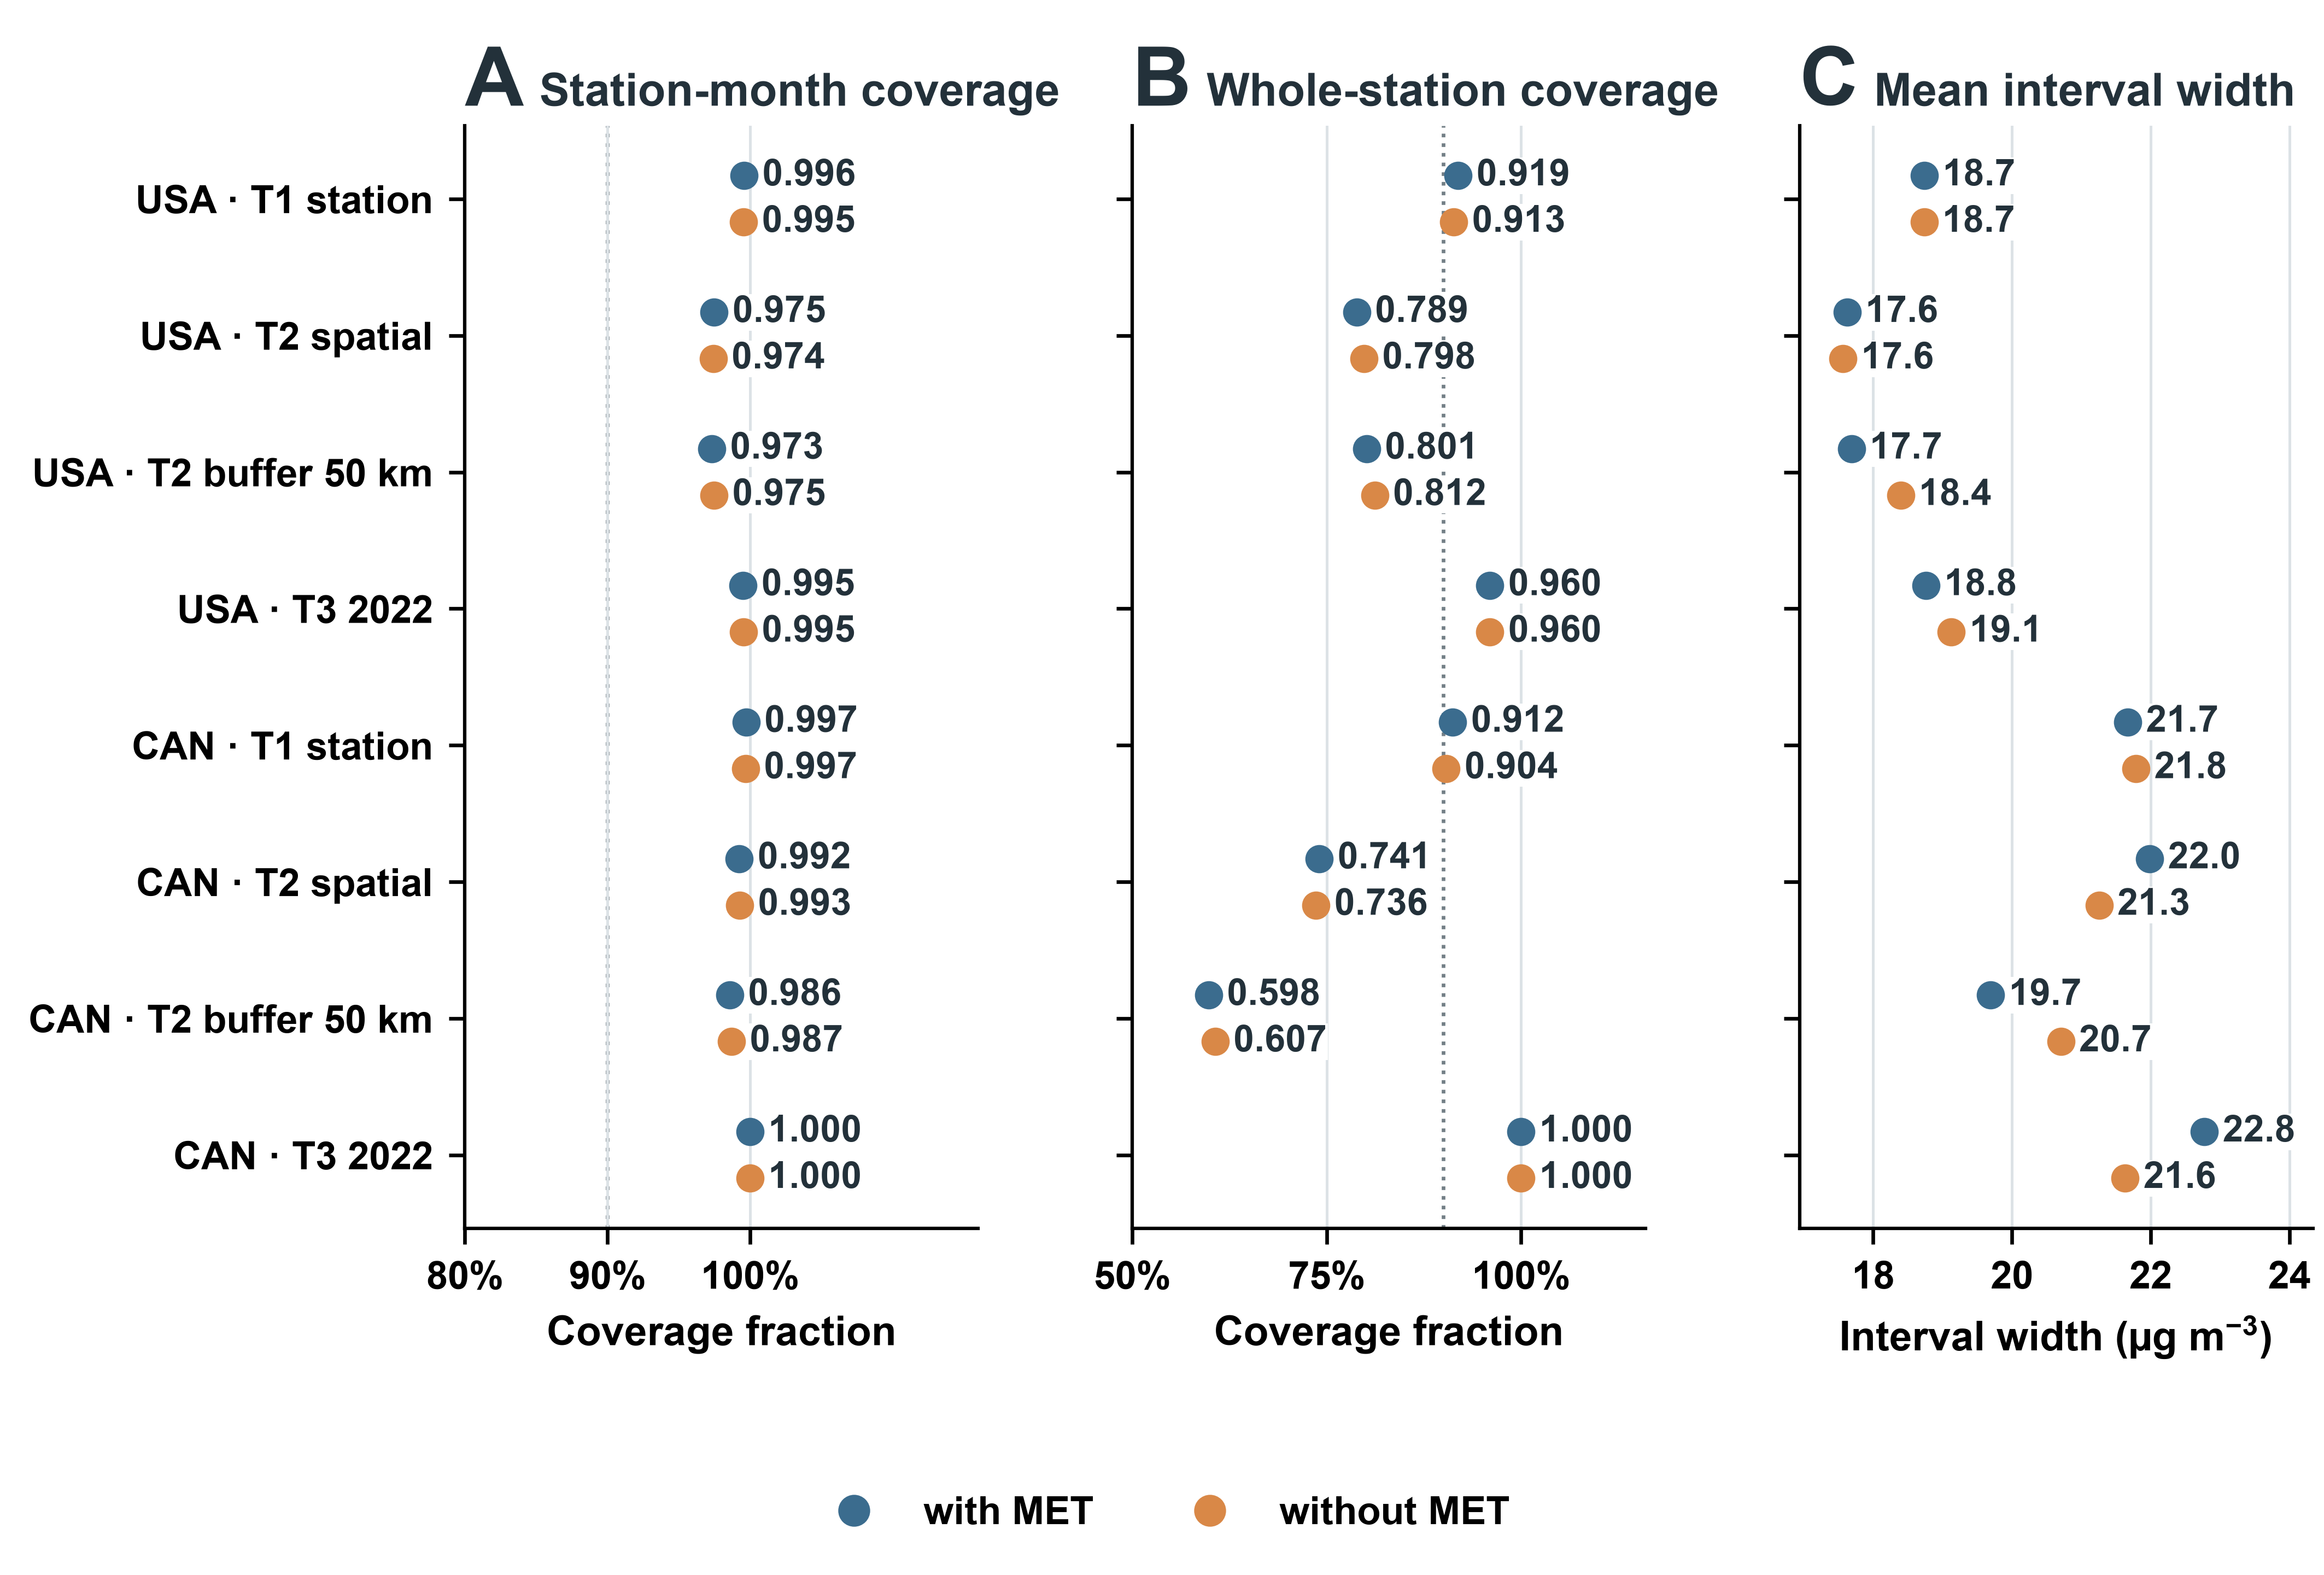 A Station-month coverage
B Whole-station coverage
C Mean interval width
USA · T1 station
0.996
0.995
0.919
0.913
18.7
18.7
USA · T2 spatial
0.975
0.974
0.789
0.798
17.6
17.6
USA · T2 buffer 50 km
0.973
0.975
0.801
0.812
17.7
18.4
USA · T3 2022
0.995
0.995
0.960
0.960
18.8
19.1
CAN · T1 station
0.997
0.997
0.912
0.904
21.7
21.8
CAN · T2 spatial
0.992
0.993
0.741
0.736
22.0
21.3
CAN · T2 buffer 50 km
0.986
0.987
0.598
0.607
19.7
20.7
CAN · T3 2022
1.000
1.000
1.000
1.000
22.8
21.6
80% 90% 100%
50% 75% 100%
18 20 22 24
Coverage fraction
Coverage fraction
Interval width (µg m⁻³)
with MET
without MET